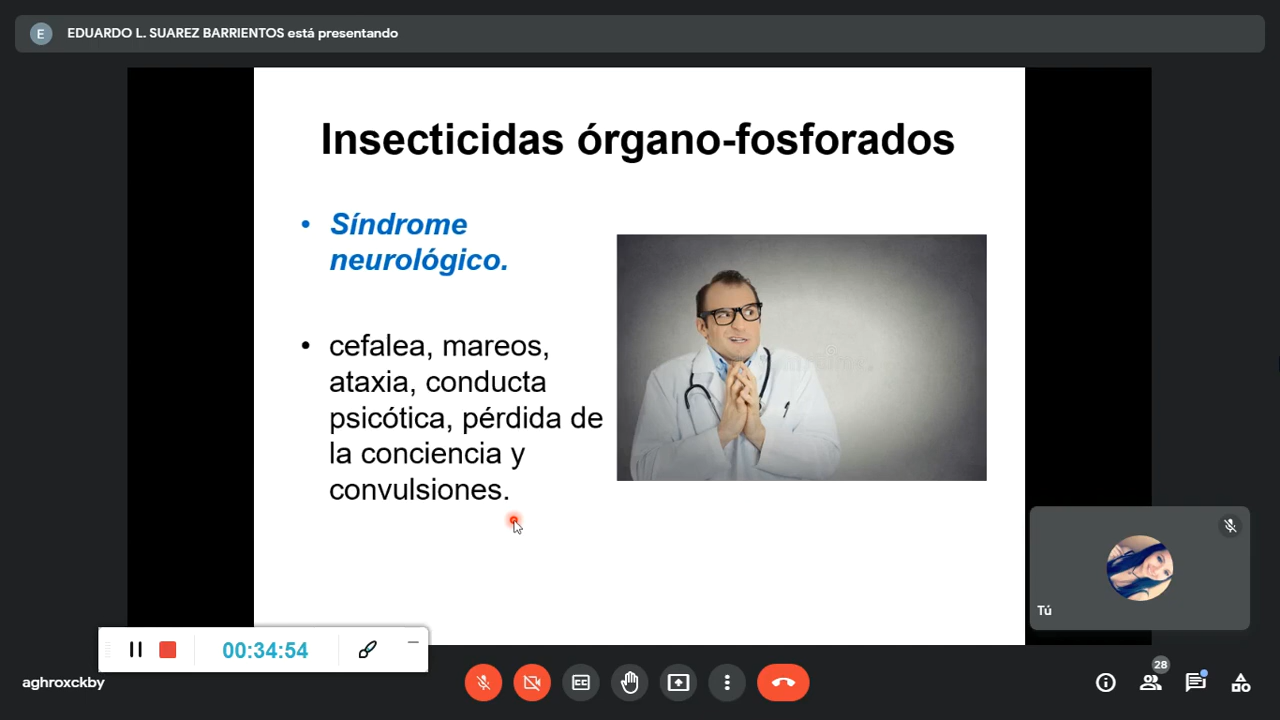 E
EDUARDO L. SUAREZ BARRIENTOS está presentando
Insecticidas órgano-fosforados
• Síndrome
neurológico.
• cefalea, mareos,
ataxia, conducta
psicótica, pérdida de
la conciencia y
convulsiones.
Tú
00:34:54
aghroxckby
CC
28